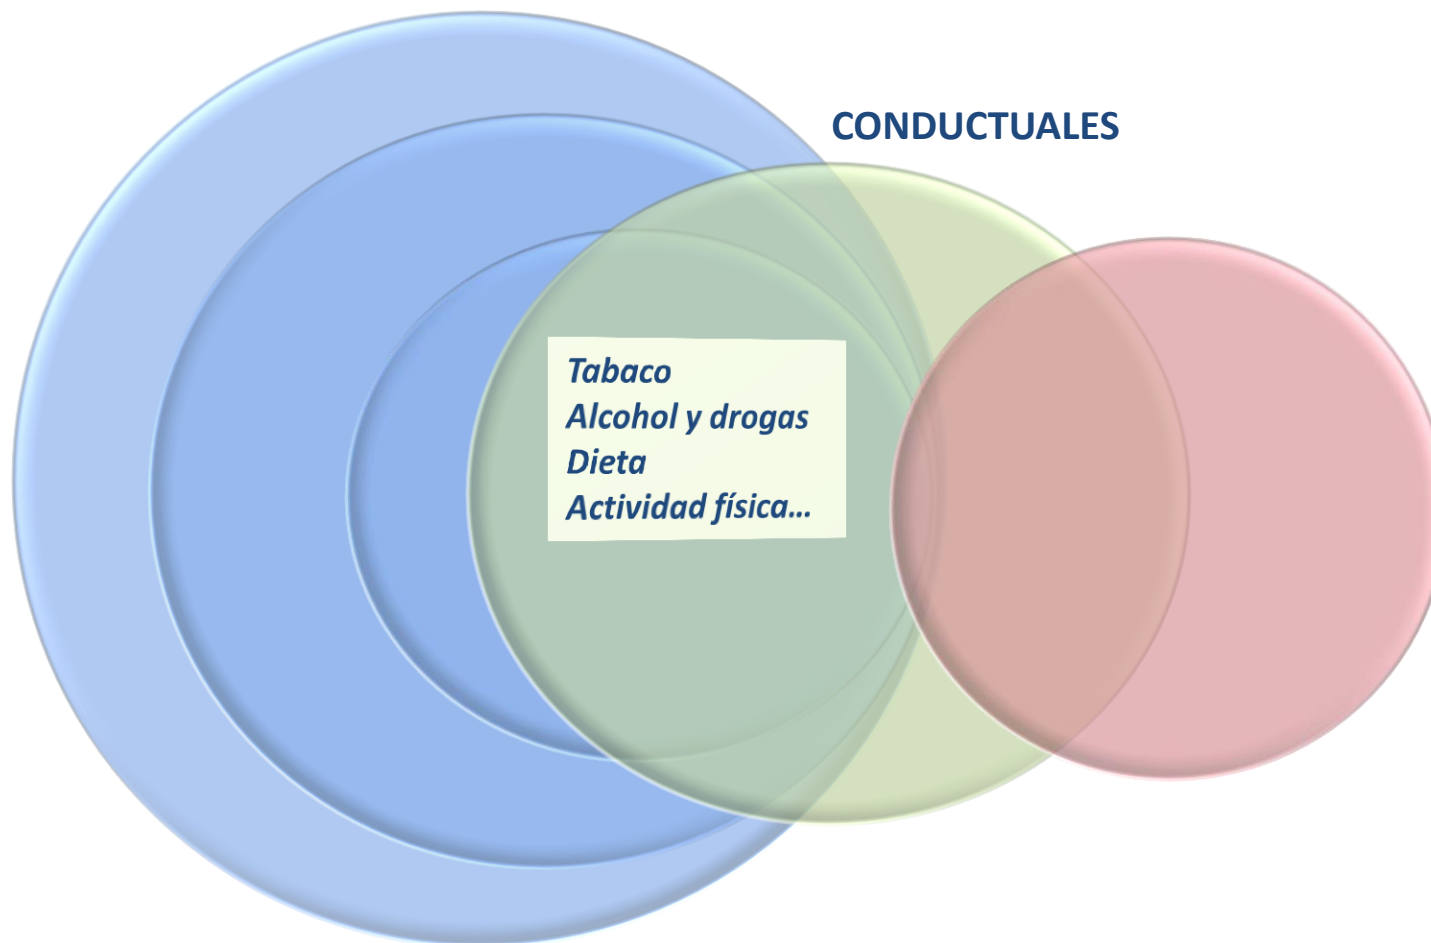 CONDUCTUALES
Tabaco
Alcohol y drogas
Dieta
Actividad física...